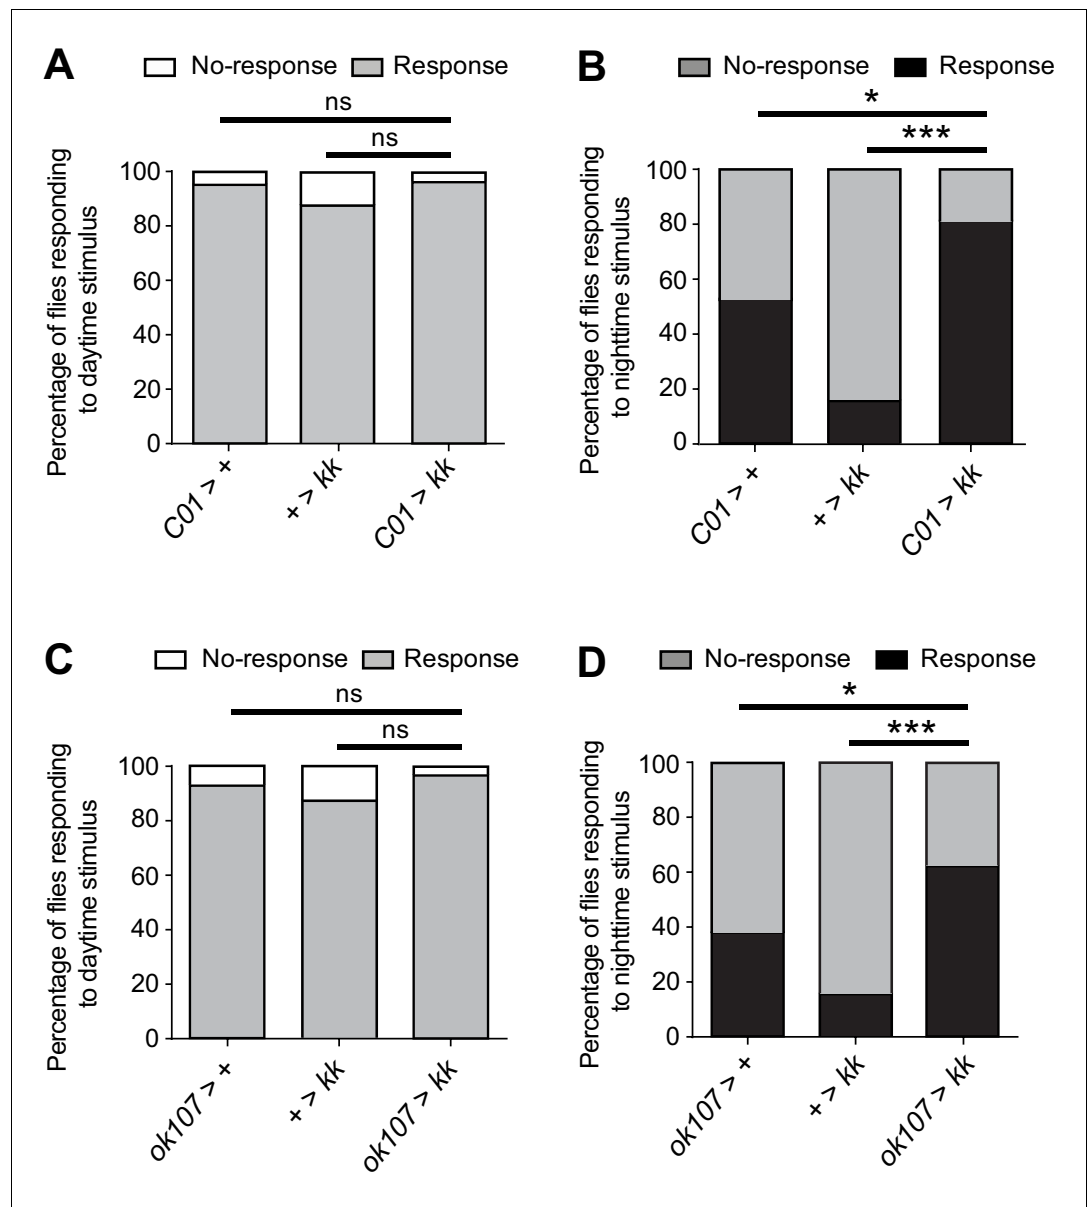 A
No-response Response
ns
ns
Percentage of flies responding
to daytime stimulus
100
80
60
40
20
0
C01 > +
+ > kk
C01 > kk
B
No-response Response
*
***
Percentage of flies responding
to nighttime stimulus
100
80
60
40
20
0
C01 > +
+ > kk
C01 > kk
C
No-response Response
ns
ns
Percentage of flies responding
to daytime stimulus
100
80
60
40
20
0
ok107 > +
+ > kk
ok107 > kk
D
No-response Response
*
***
Percentage of flies responding
to nighttime stimulus
100
80
60
40
20
0
ok107 > +
+ > kk
ok107 > kk